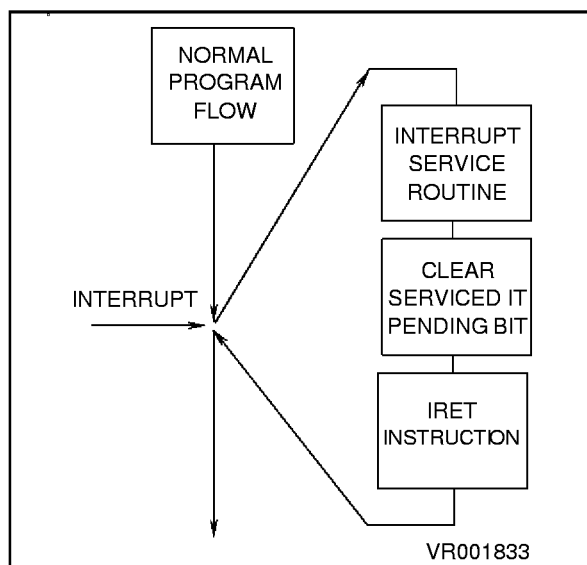 NORMAL
PROGRAM
FLOW
INTERRUPT
SERVICE
ROUTINE
CLEAR
SERVICED IT
PENDING BIT
INTERRUPT
IRET
INSTRUCTION
VR001833